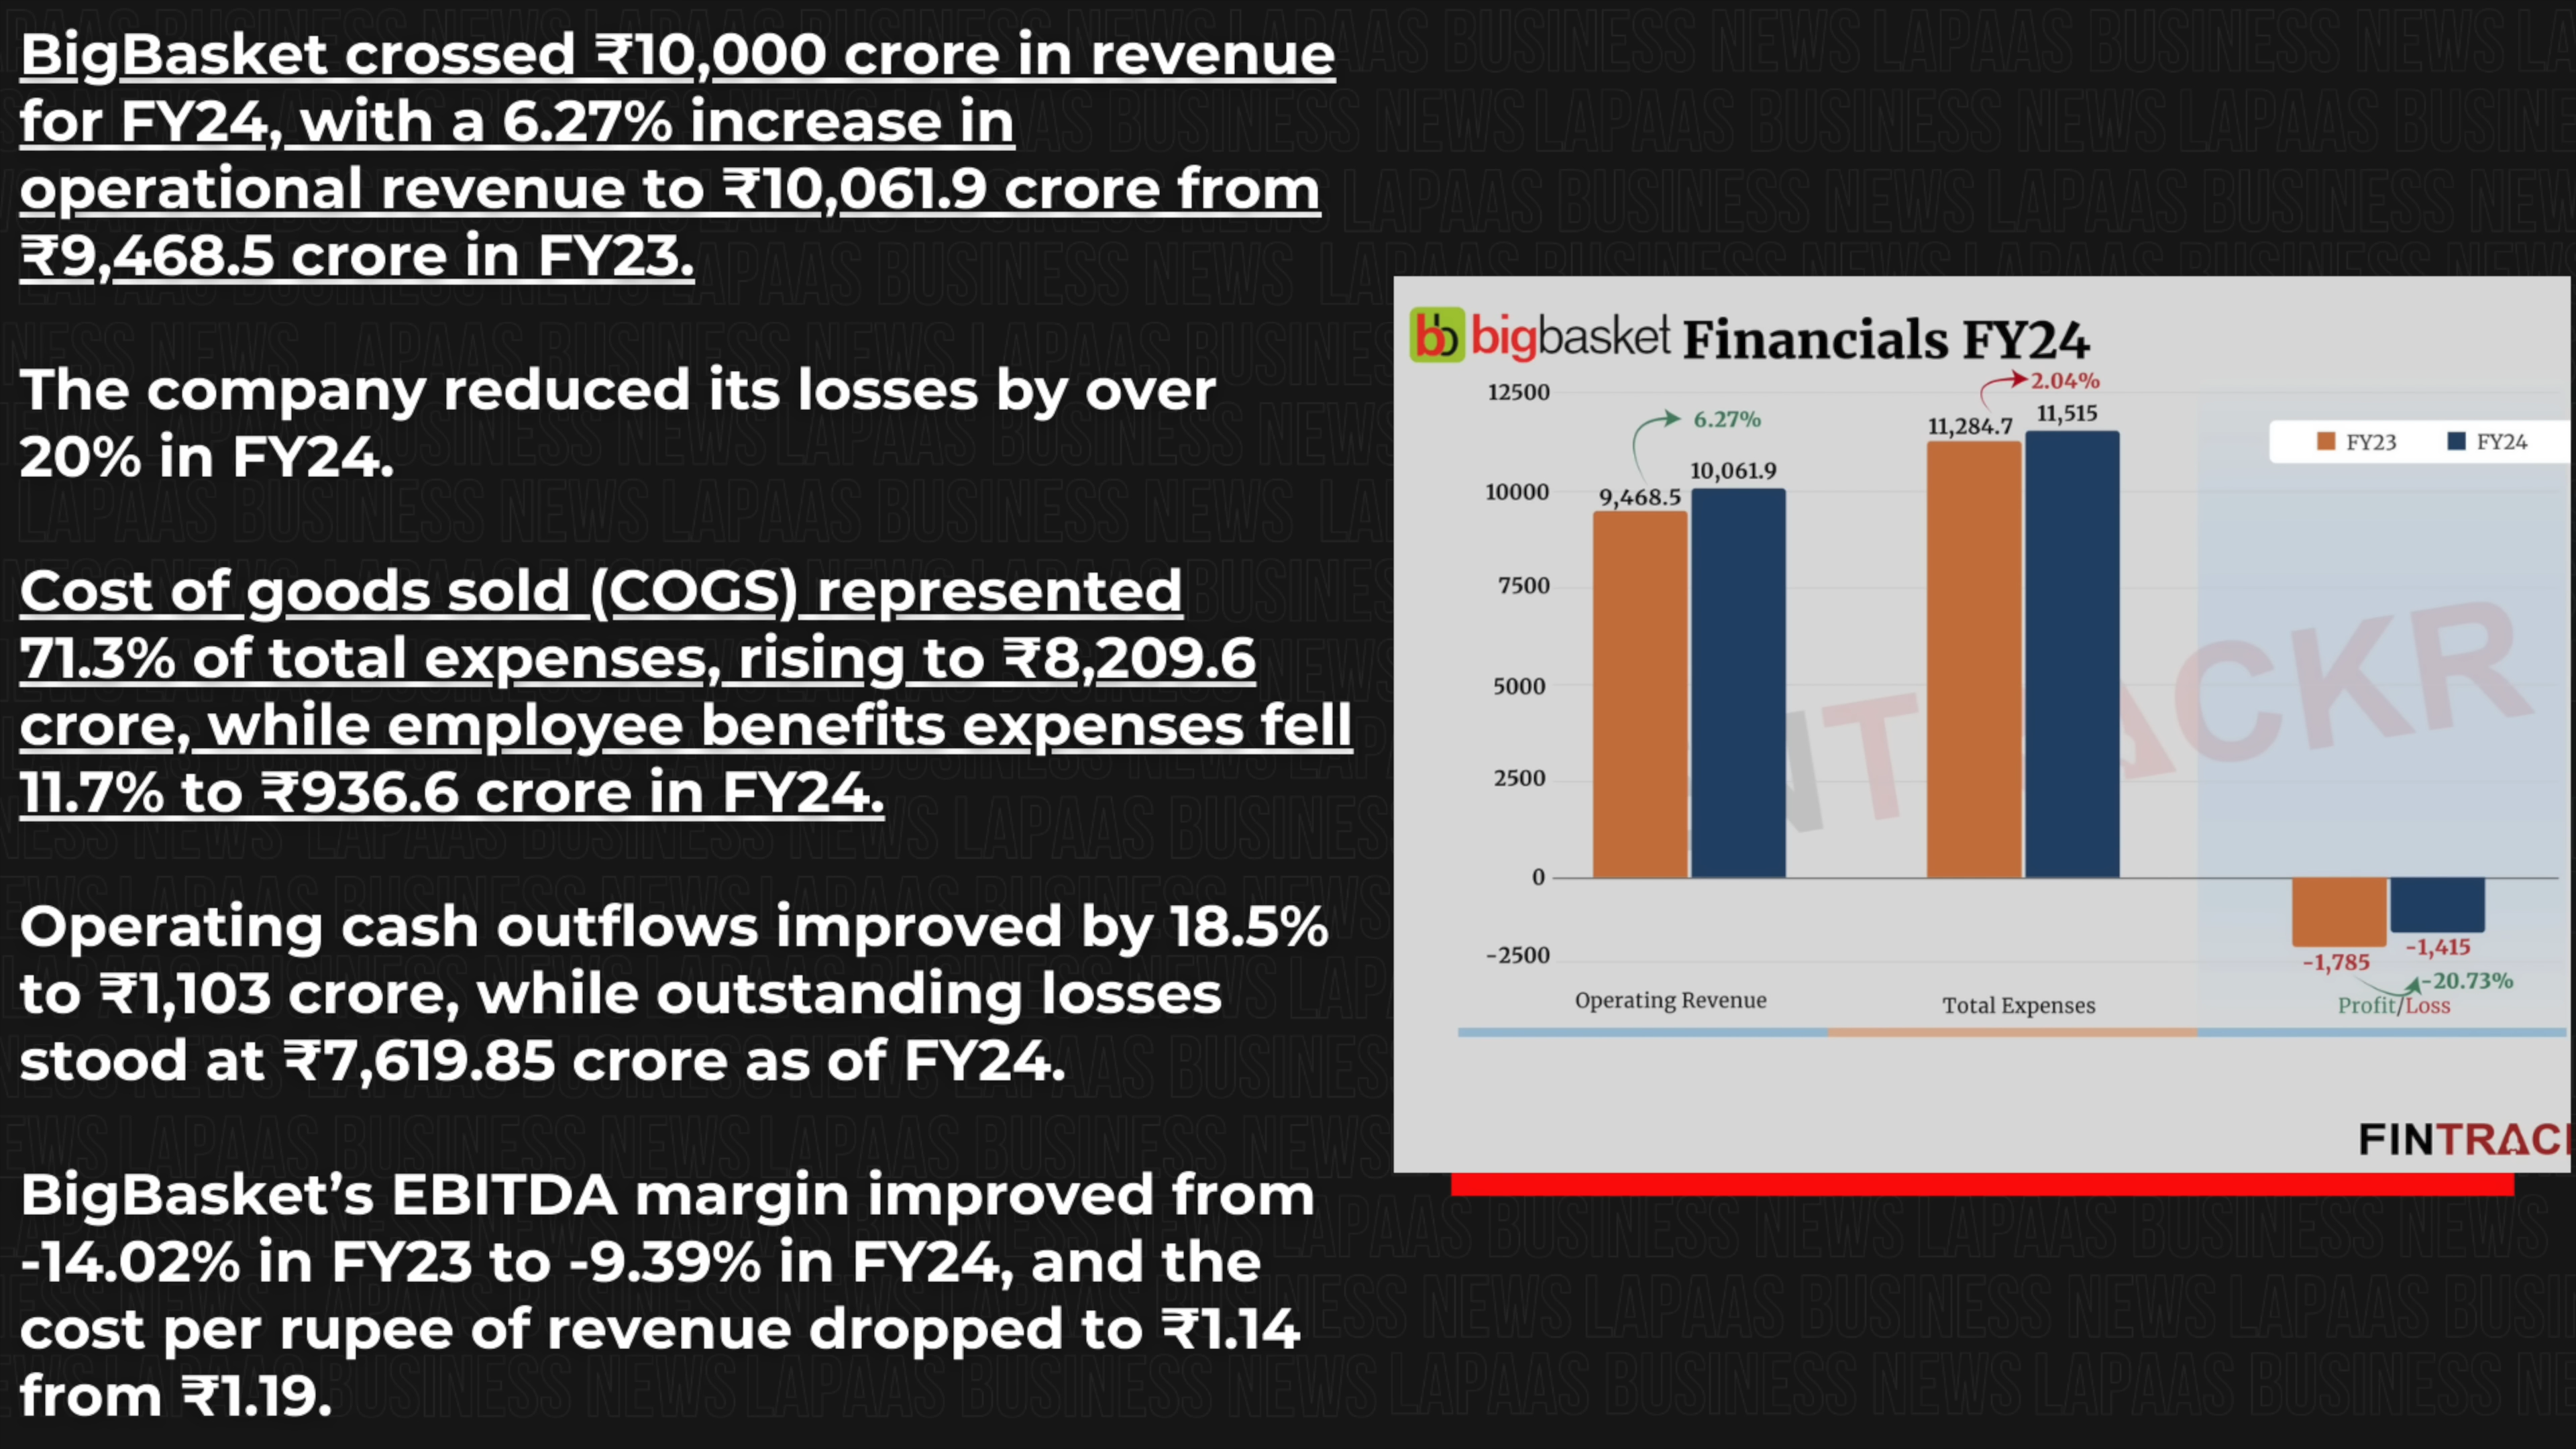 BigBasket crossed ₹10,000 crore in revenue
for FY24, with a 6.27% increase in
operational revenue to ₹10,061.9 crore from
₹9,468.5 crore in FY23.
The company reduced its losses by over
20% in FY24.
Cost of goods sold (COGS) represented
71.3% of total expenses, rising to ₹8,209.6
crore, while employee benefits expenses fell
11.7% to ₹936.6 crore in FY24.
Operating cash outflows improved by 18.5%
to ₹1,103 crore, while outstanding losses
stood at ₹7,619.85 crore as of FY24.
BigBasket’s EBITDA margin improved from
-14.02% in FY23 to -9.39% in FY24, and the
cost per rupee of revenue dropped to ₹1.14
from ₹1.19.
bb bigbasket Financials FY24
12500
10000
7500
5000
2500
0
-2500
6.27%
9,468.5
10,061.9
2.04%
11,284.7
11,515
FY23 FY24
-1,785
-1,415
-20.73%
Operating Revenue
Total Expenses
Profit/Loss
FINTRAC